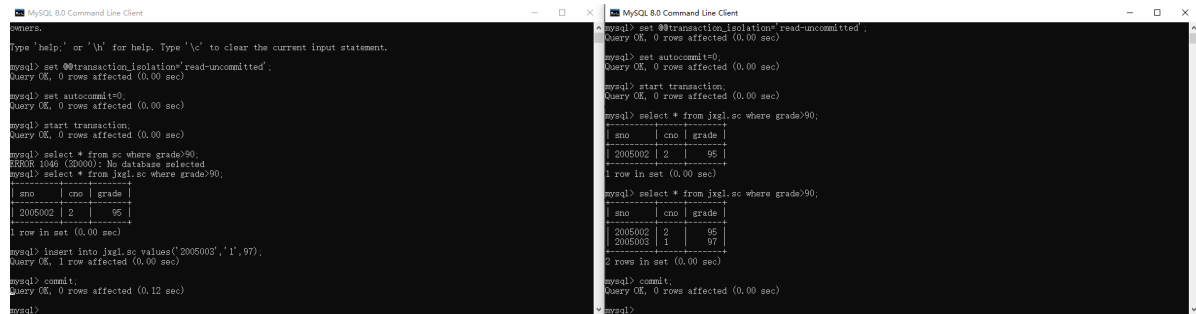 MySQL 8.0 Command Line Client
owners.
Type 'help;' or '\h' for help. Type '\c' to clear the current input statement.
mysql> set @@transaction_isolation='read-uncommitted';
Query OK, 0 rows affected (0.00 sec)
mysql> set autocommit=0;
Query OK, 0 rows affected (0.00 sec)
mysql> start transaction;
Query OK, 0 rows affected (0.00 sec)
mysql> select * from sc where grade>90;
ERROR 1046 (3D000): No database selected
mysql> select * from jxgl.sc where grade>90;
+---------+-----+-------+
| sno | cno | grade |
+---------+-----+-------+
| 2005002 | 2 | 95 |
+---------+-----+-------+
1 row in set (0.00 sec)
mysql> insert into jxgl.sc values('2005003','1',97);
Query OK, 1 row affected (0.00 sec)
mysql> commit;
Query OK, 0 rows affected (0.12 sec)
mysql>
MySQL 8.0 Command Line Client
mysql> set @@transaction_isolation='read-uncommitted';
Query OK, 0 rows affected (0.00 sec)
mysql> set autocommit=0;
Query OK, 0 rows affected (0.00 sec)
mysql> start transaction;
Query OK, 0 rows affected (0.00 sec)
mysql> select * from jxgl.sc where grade>90;
+---------+-----+-------+
| sno | cno | grade |
+---------+-----+-------+
| 2005002 | 2 | 95 |
+---------+-----+-------+
1 row in set (0.00 sec)
mysql> select * from jxgl.sc where grade>90;
+---------+-----+-------+
| sno | cno | grade |
+---------+-----+-------+
| 2005002 | 2 | 95 |
| 2005003 | 1 | 97 |
+---------+-----+-------+
2 rows in set (0.00 sec)
mysql> commit;
Query OK, 0 rows affected (0.00 sec)
mysql>